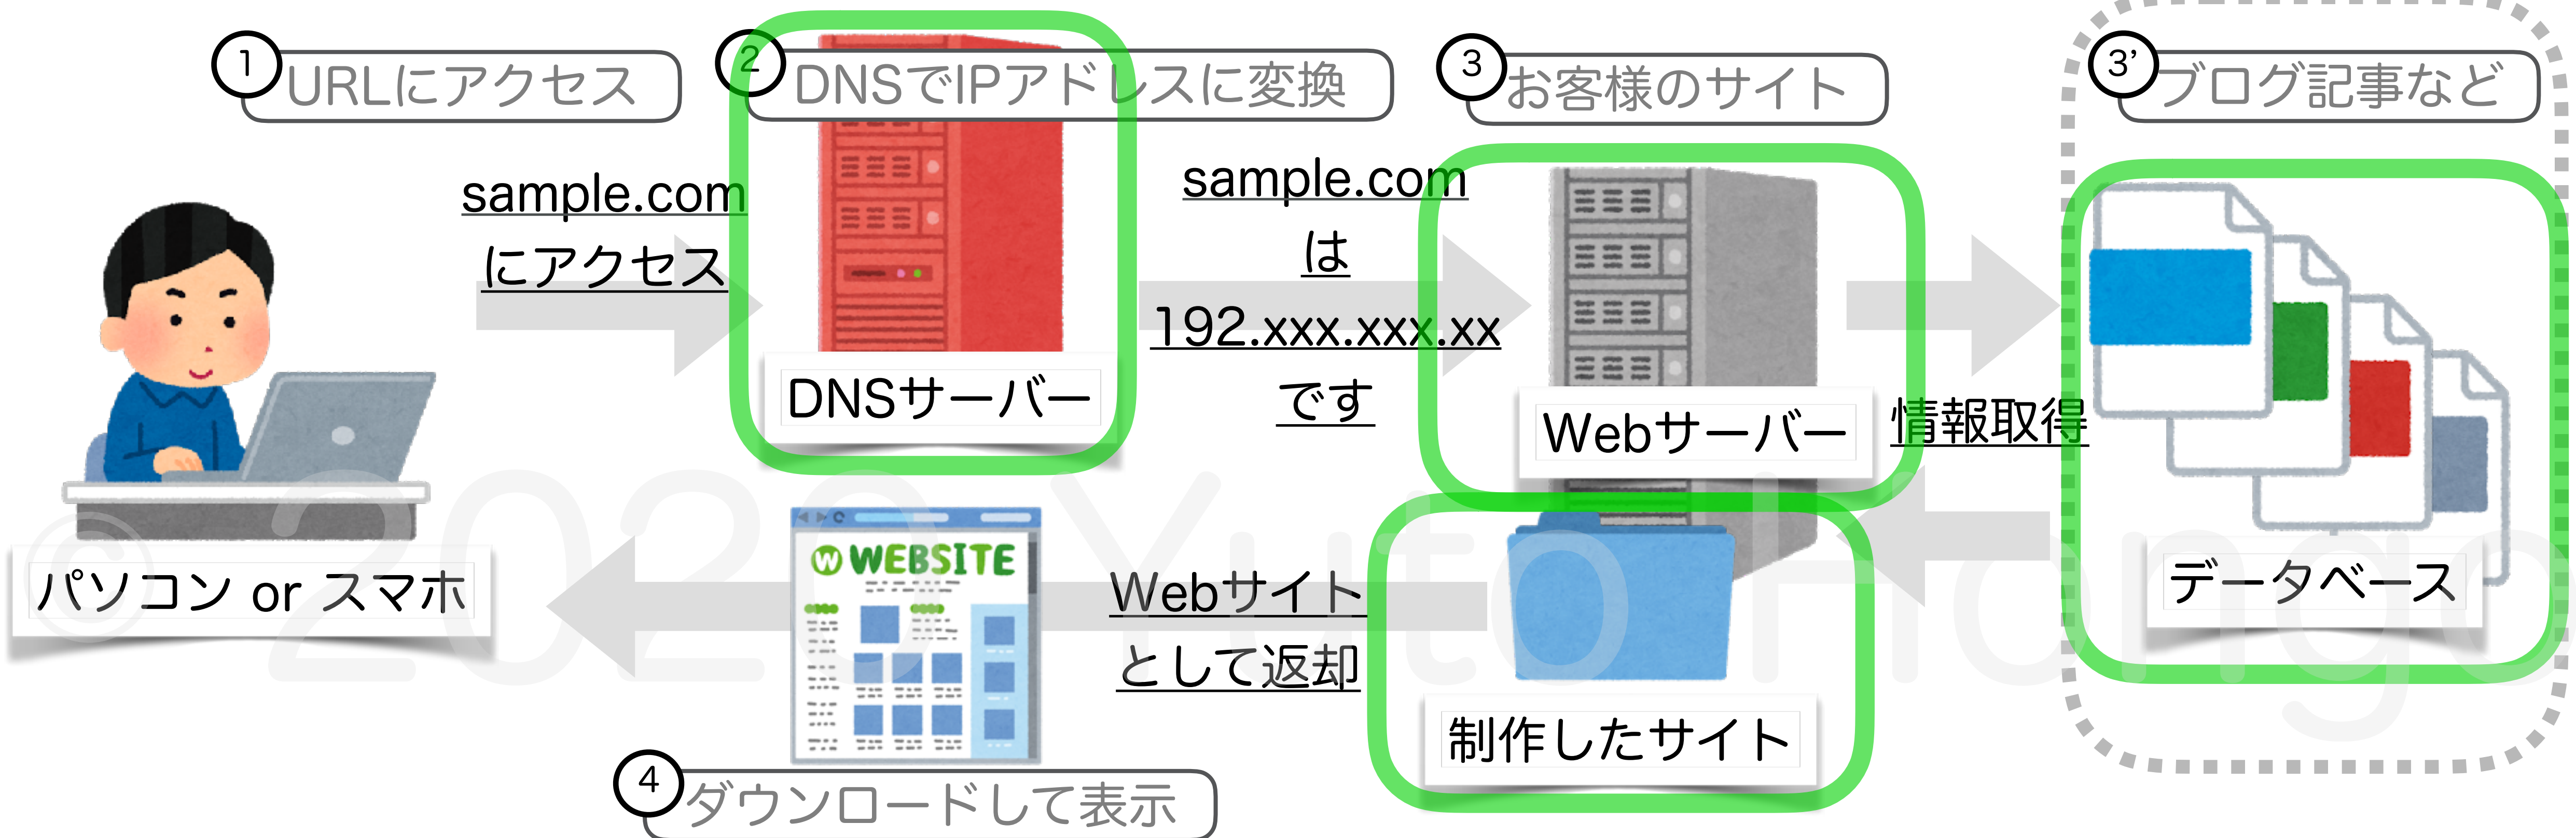 1
URLにアクセス
2
DNSでIPアドレスに変換
3
お客様のサイト
3’
ブログ記事など
sample.com
にアクセス
sample.com
は
192.xxx.xxx.xx
です
DNSサーバー
Webサーバー
情報取得
データベース
パソコン or スマホ
W WEBSITE
Webサイト
として返却
制作したサイト
4
ダウンロードして表示
© 2020 Yuto Hongo